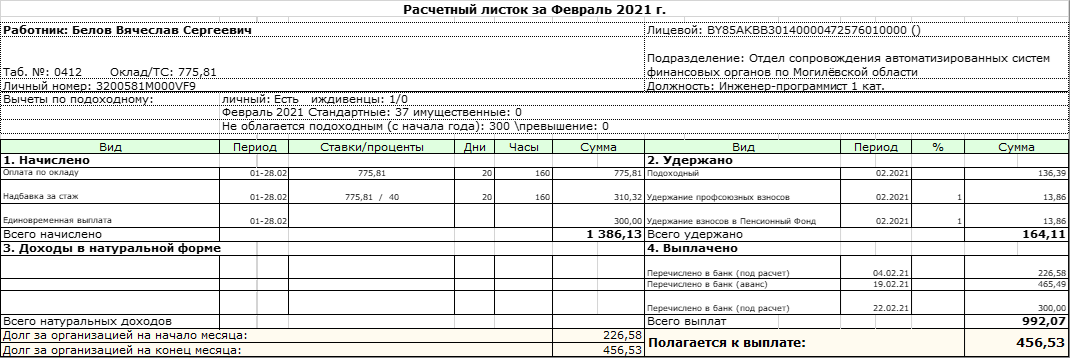 Расчетный листок за Февраль 2021 г.
Работник: Белов Вячеслав Сергеевич
Лицевой: BY85AKBB30140000472576010000 ()
Таб. №: 0412 Оклад/ТС: 775,81
Подразделение: Отдел сопровождения автоматизированных систем
финансовых органов по Могилёвской области
Личный номер: 3200581M000VF9
Должность: Инженер-программист 1 кат.
Вычеты по подоходному: личный: Есть иждивенцы: 1/0
Февраль 2021 Стандартные: 37 имущественные: 0
Не облагается подоходным (с начала года): 300 \превышение: 0
Вид Период Ставки/проценты Дни Часы Сумма Вид Период % Сумма
1. Начислено 2. Удержано
Оплата по окладу 01-28.02 775,81 20 160 775,81 Подоходный 02.2021 136,39
Надбавка за стаж 01-28.02 775,81 / 40 20 160 310,32 Удержание профсоюзных взносов 02.2021 1 13,86
Единовременная выплата 01-28.02 300,00 Удержание взносов в Пенсионный Фонд 02.2021 1 13,86
Всего начислено 1 386,13 Всего удержано 164,11
3. Доходы в натуральной форме 4. Выплачено
Перечислено в банк (под расчет) 04.02.21 226,58
Перечислено в банк (аванс) 19.02.21 465,49
Перечислено в банк (под расчет) 22.02.21 300,00
Всего натуральных доходов Всего выплат 992,07
Долг за организацией на начало месяца: 226,58
Полагается к выплате: 456,53
Долг за организацией на конец месяца: 456,53